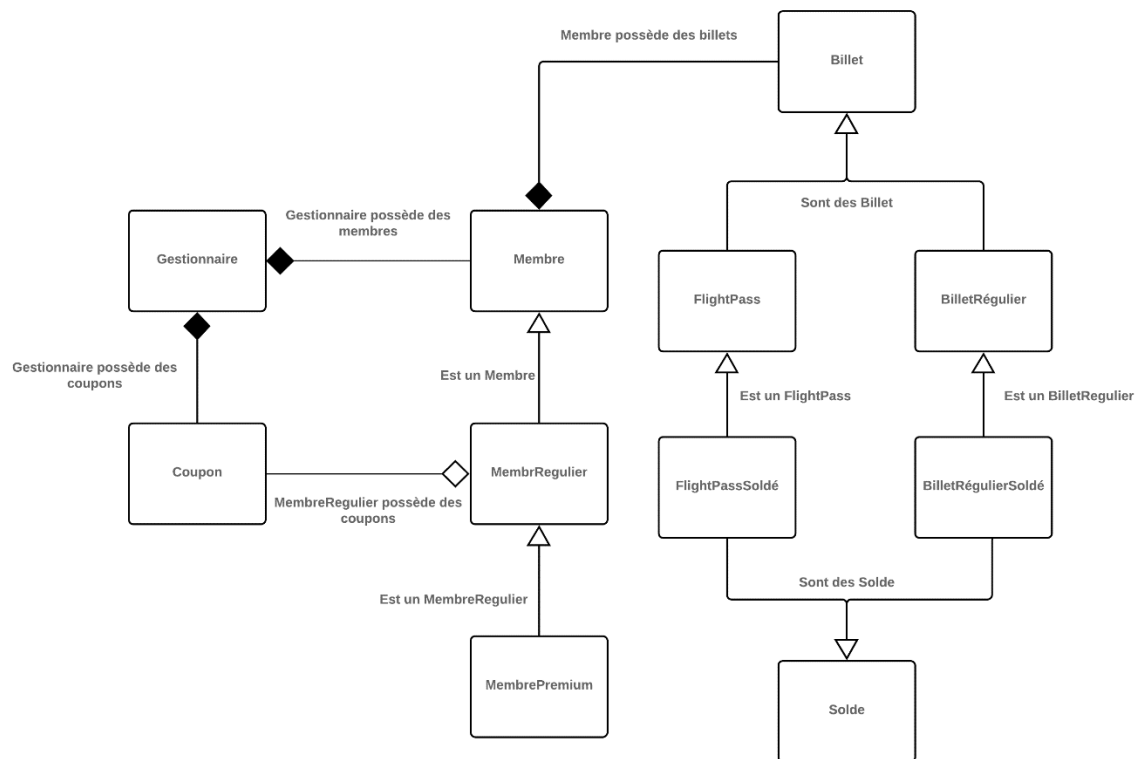 Membre possède des billets
Billet
Gestionnaire possède des
membres
Sont des Billet
Gestionnaire
Membre
FlightPass
BilletRégulier
Gestionnaire possède des
coupons
Est un Membre
Est un FlightPass
Est un BilletRegulier
Coupon
MembrRegulier
FlightPassSoldé
BilletRégulierSoldé
MembreRegulier possède des
coupons
Est un MembreRegulier
Sont des Solde
MembrePremium
Solde